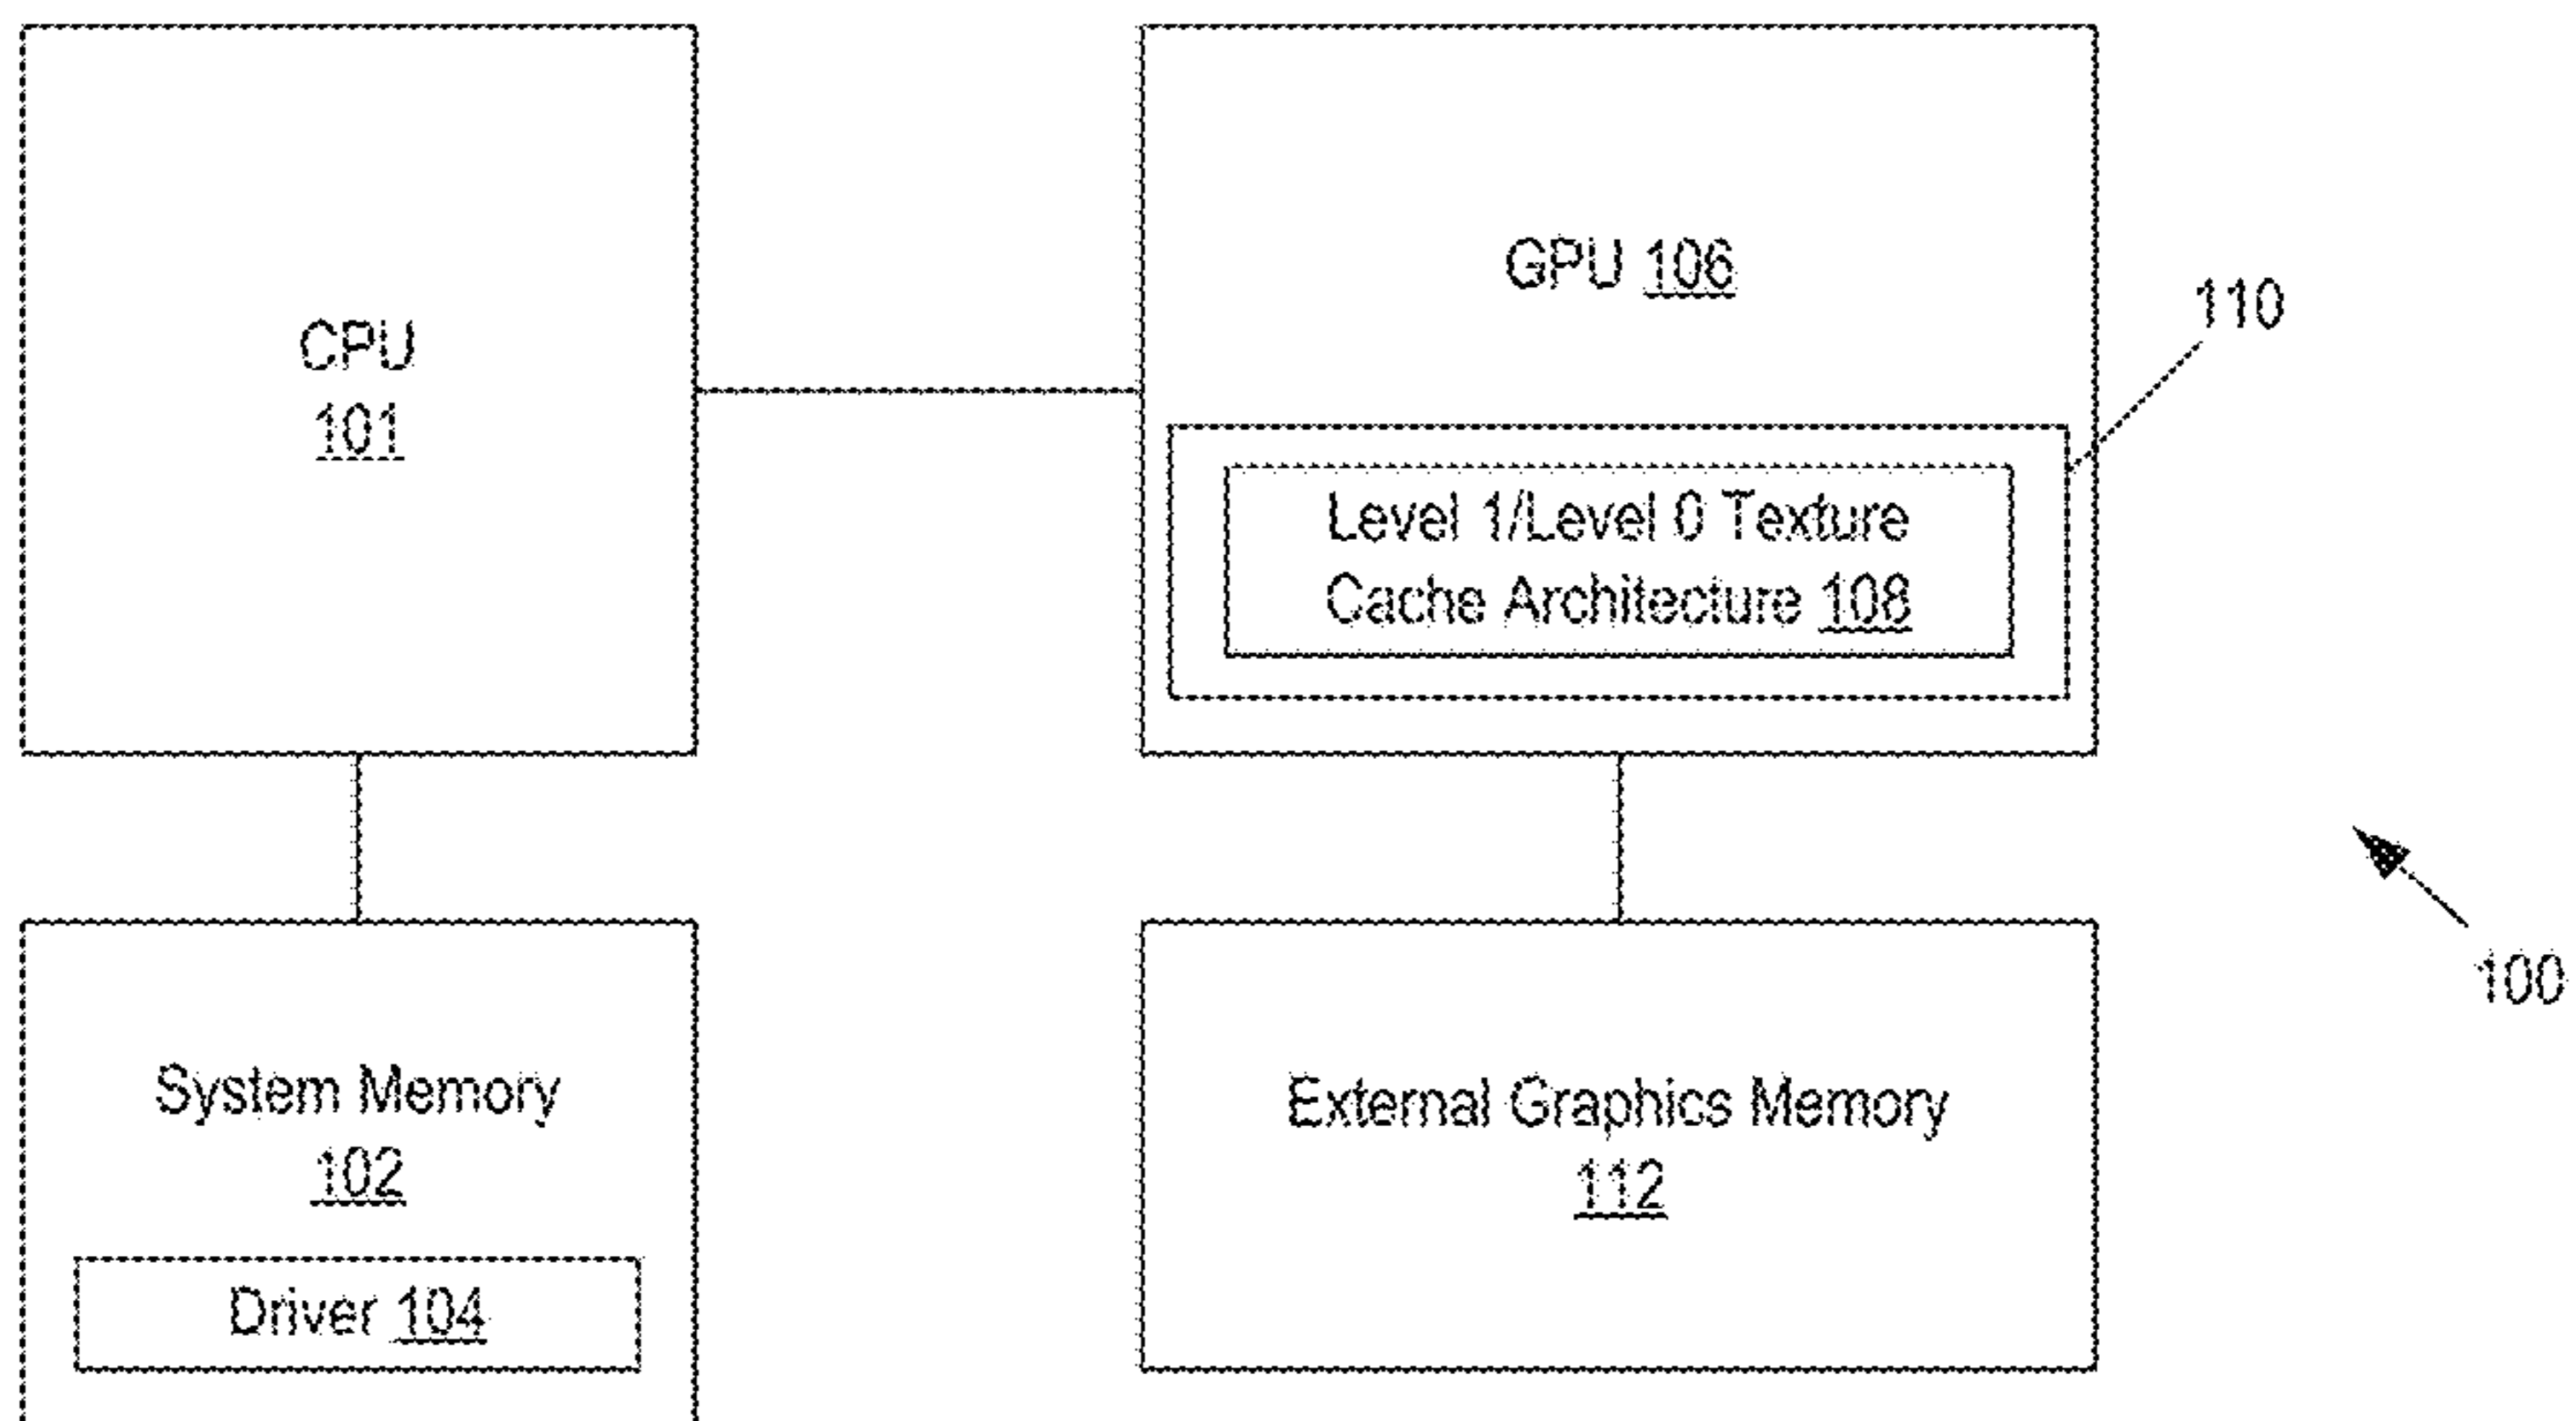 CPU
101
GPU 106
110
Level 1/Level 0 Texture
Cache Architecture 108
100
System Memory
102
Driver 104
External Graphics Memory
112